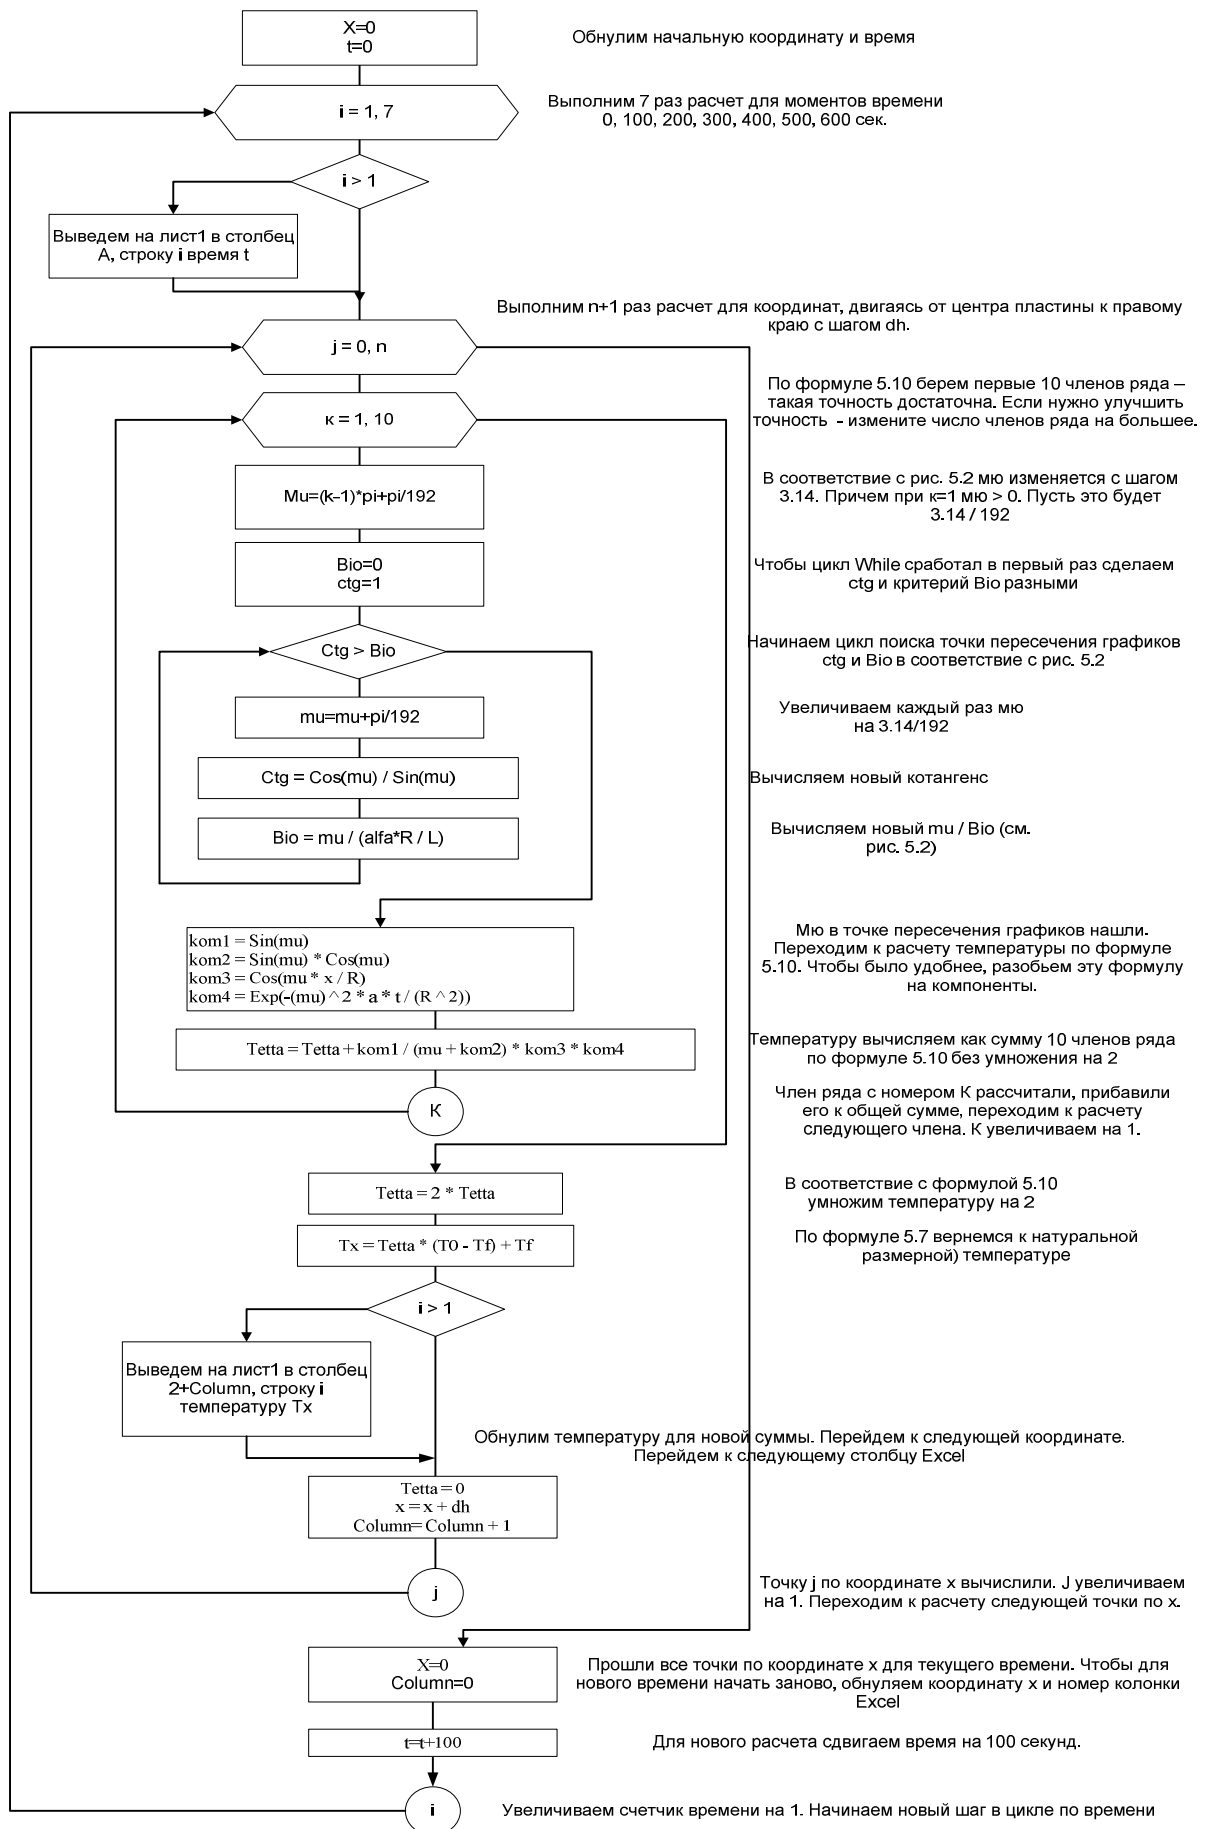 X=0
t=0
Обнулим начальную координату и время
i = 1, 7
Выполним 7 раз расчет для моментов времени
0, 100, 200, 300, 400, 500, 600 сек.
i > 1
Выведем на лист1 в столбец
А, строку i время t
Выполним n+1 раз расчет для координат, двигаясь от центра пластины к правому
краю с шагом dh.
j = 0, n
По формуле 5.10 берем первые 10 членов ряда –
такая точность достаточна. Если нужно улучшить
точность - измените число членов ряда на большее.
к = 1, 10
Mu=(k-1)*pi+pi/192
В соответствие с рис. 5.2 мю изменяется с шагом
3.14. Причем при к=1 мю > 0. Пусть это будет
3.14 / 192
Bio=0
ctg=1
Чтобы цикл While сработал в первый раз сделаем
ctg и критерий Bio разными
Ctg > Bio
Начинаем цикл поиска точки пересечения графиков
ctg и Bio в соответствие с рис. 5.2
mu=mu+pi/192
Увеличиваем каждый раз мю
на 3.14/192
Ctg = Cos(mu) / Sin(mu)
Вычисляем новый котангенс
Bio = mu / (alfa*R / L)
Вычисляем новый mu / Bio (см.
рис. 5.2)
kom1 = Sin(mu)
kom2 = Sin(mu) * Cos(mu)
kom3 = Cos(mu * x / R)
kom4 = Exp(-(mu) ^ 2 * a * t / (R ^ 2))
Мю в точке пересечения графиков нашли.
Переходим к расчету температуры по формуле
5.10. Чтобы было удобнее, разобьем эту формулу
на компоненты.
Tetta = Tetta + kom1 / (mu + kom2) * kom3 * kom4
Температуру вычисляем как сумму 10 членов ряда
по формуле 5.10 без умножения на 2
К
Член ряда с номером К рассчитали, прибавили
его к общей сумме, переходим к расчету
следующего члена. К увеличиваем на 1.
Tetta = 2 * Tetta
В соответствие с формулой 5.10
умножим температуру на 2
Tx = Tetta * (T0 - Tf) + Tf
По формуле 5.7 вернемся к натуральной
размерной) температуре
i > 1
Выведем на лист1 в столбец
2+Column, строку i
температуру Tx
Обнулим температуру для новой суммы. Перейдем к следующей координате.
Перейдем к следующему столбцу Excel
Tetta = 0
x = x + dh
Column= Column + 1
j
Точку j по координате x вычислили. J увеличиваем
на 1. Переходим к расчету следующей точки по x.
X=0
Column=0
Прошли все точки по координате x для текущего времени. Чтобы для
нового времени начать заново, обнуляем координату x и номер колонки
Excel
t=t+100
Для нового расчета сдвигаем время на 100 секунд.
i
Увеличиваем счетчик времени на 1. Начинаем новый шаг в цикле по времени